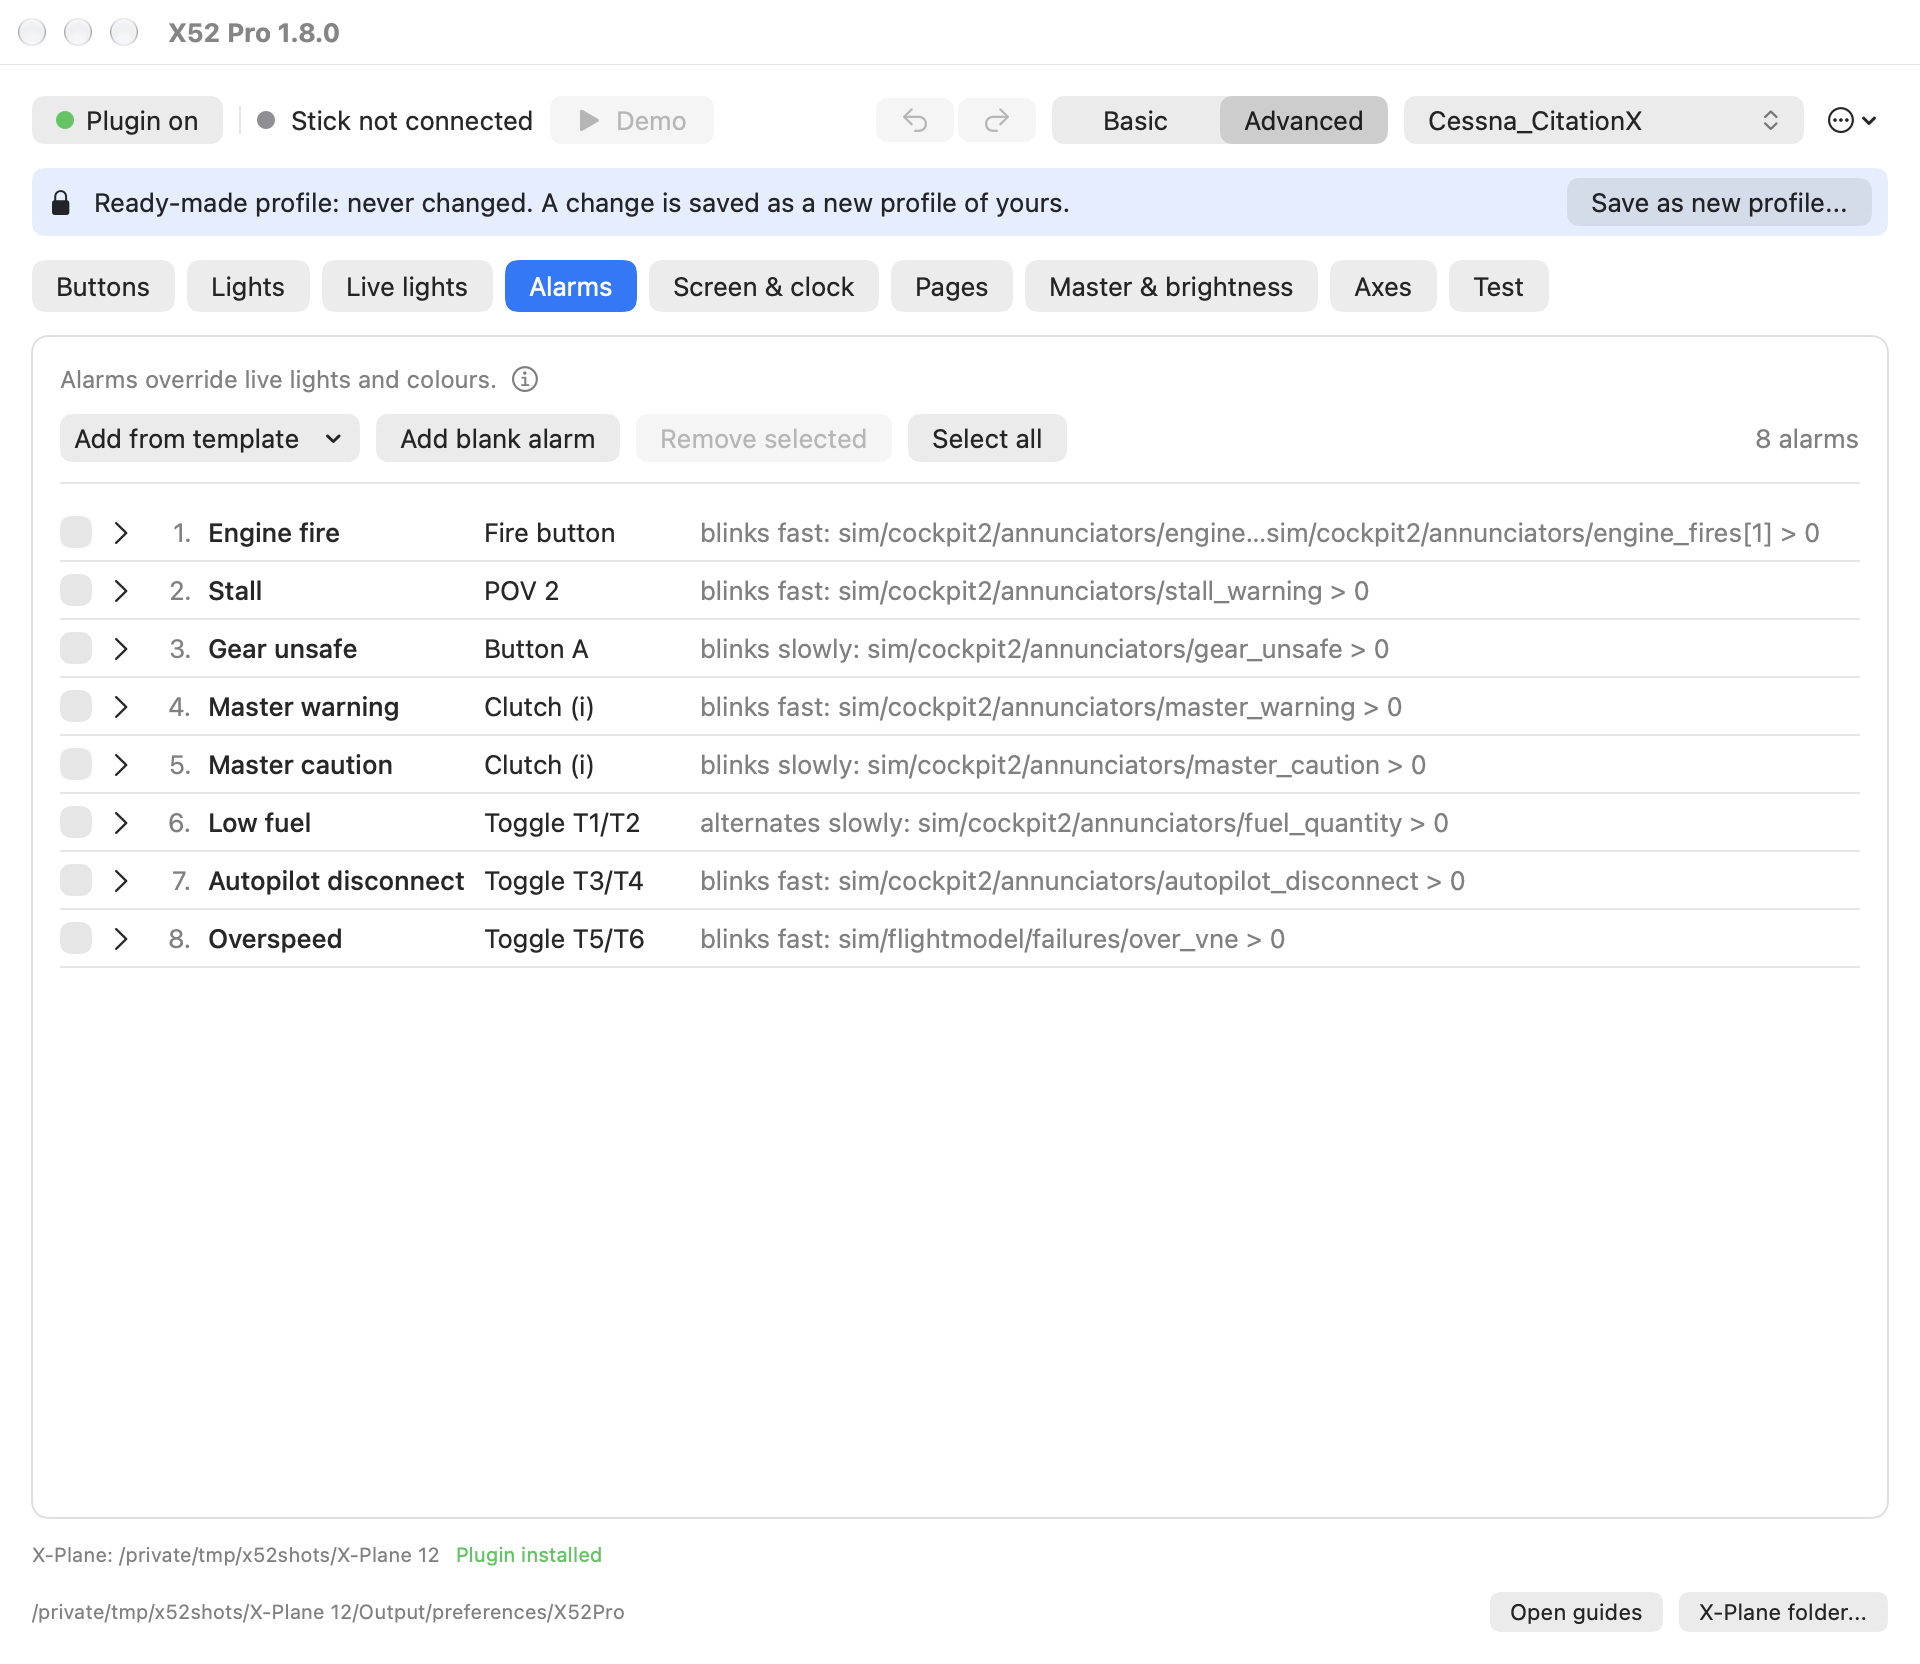 X52 Pro 1.8.0
Plugin on
Stick not connected
Demo
Basic
Advanced
Cessna_CitationX
Ready-made profile: never changed. A change is saved as a new profile of yours.
Save as new profile...
Buttons
Lights
Live lights
Alarms
Screen & clock
Pages
Master & brightness
Axes
Test
Alarms override live lights and colours.
Add from template
Add blank alarm
Remove selected
Select all
8 alarms
1. Engine fire Fire button blinks fast: sim/cockpit2/annunciators/engine...sim/cockpit2/annunciators/engine_fires[1] > 0
2. Stall POV 2 blinks fast: sim/cockpit2/annunciators/stall_warning > 0
3. Gear unsafe Button A blinks slowly: sim/cockpit2/annunciators/gear_unsafe > 0
4. Master warning Clutch (i) blinks fast: sim/cockpit2/annunciators/master_warning > 0
5. Master caution Clutch (i) blinks slowly: sim/cockpit2/annunciators/master_caution > 0
6. Low fuel Toggle T1/T2 alternates slowly: sim/cockpit2/annunciators/fuel_quantity > 0
7. Autopilot disconnect Toggle T3/T4 blinks fast: sim/cockpit2/annunciators/autopilot_disconnect > 0
8. Overspeed Toggle T5/T6 blinks fast: sim/flightmodel/failures/over_vne > 0
X-Plane: /private/tmp/x52shots/X-Plane 12 Plugin installed
/private/tmp/x52shots/X-Plane 12/Output/preferences/X52Pro
Open guides
X-Plane folder...